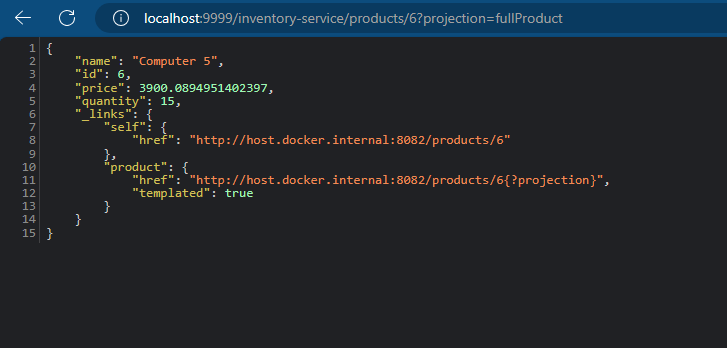 localhost:9999/inventory-service/products/6?projection=fullProduct
1 {
2     "name": "Computer 5",
3     "id": 6,
4     "price": 3900.0894951402397,
5     "quantity": 15,
6     "_links": {
7         "self": {
8             "href": "http://host.docker.internal:8082/products/6"
9         },
10         "product": {
11             "href": "http://host.docker.internal:8082/products/6{?projection}",
12             "templated": true
13         }
14     }
15 }